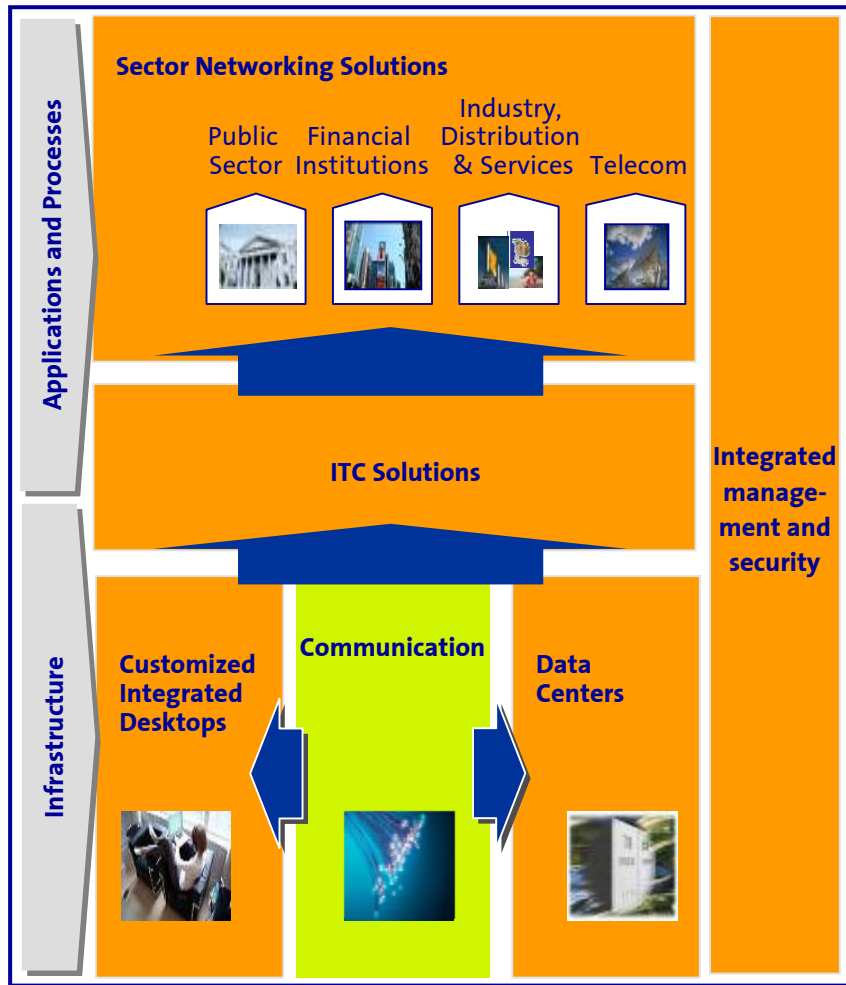 Applications and Processes
Sector Networking Solutions
Public
Sector
Financial
Institutions
Industry,
Distribution
& Services
Telecom
ITC Solutions
Integrated
manage-
ment and
security
Infrastructure
Customized
Integrated
Desktops
Communication
Data
Centers